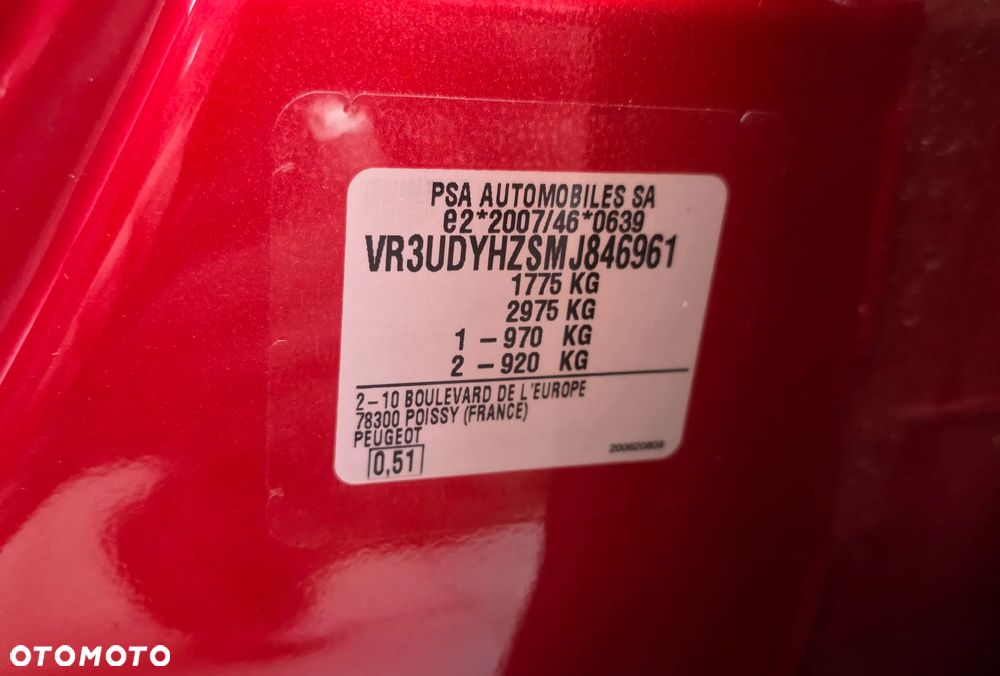 PSA AUTOMOBILES SA
e2*2007/46*0639
VR3UDYHZSMJ846961
1775 KG
2975 KG
1 - 970 KG
2 - 920 KG
2-10 BOULEVARD DE L'EUROPE
78300 POISSY (FRANCE)
PEUGEOT
0,51
200620809
OTOMOTO